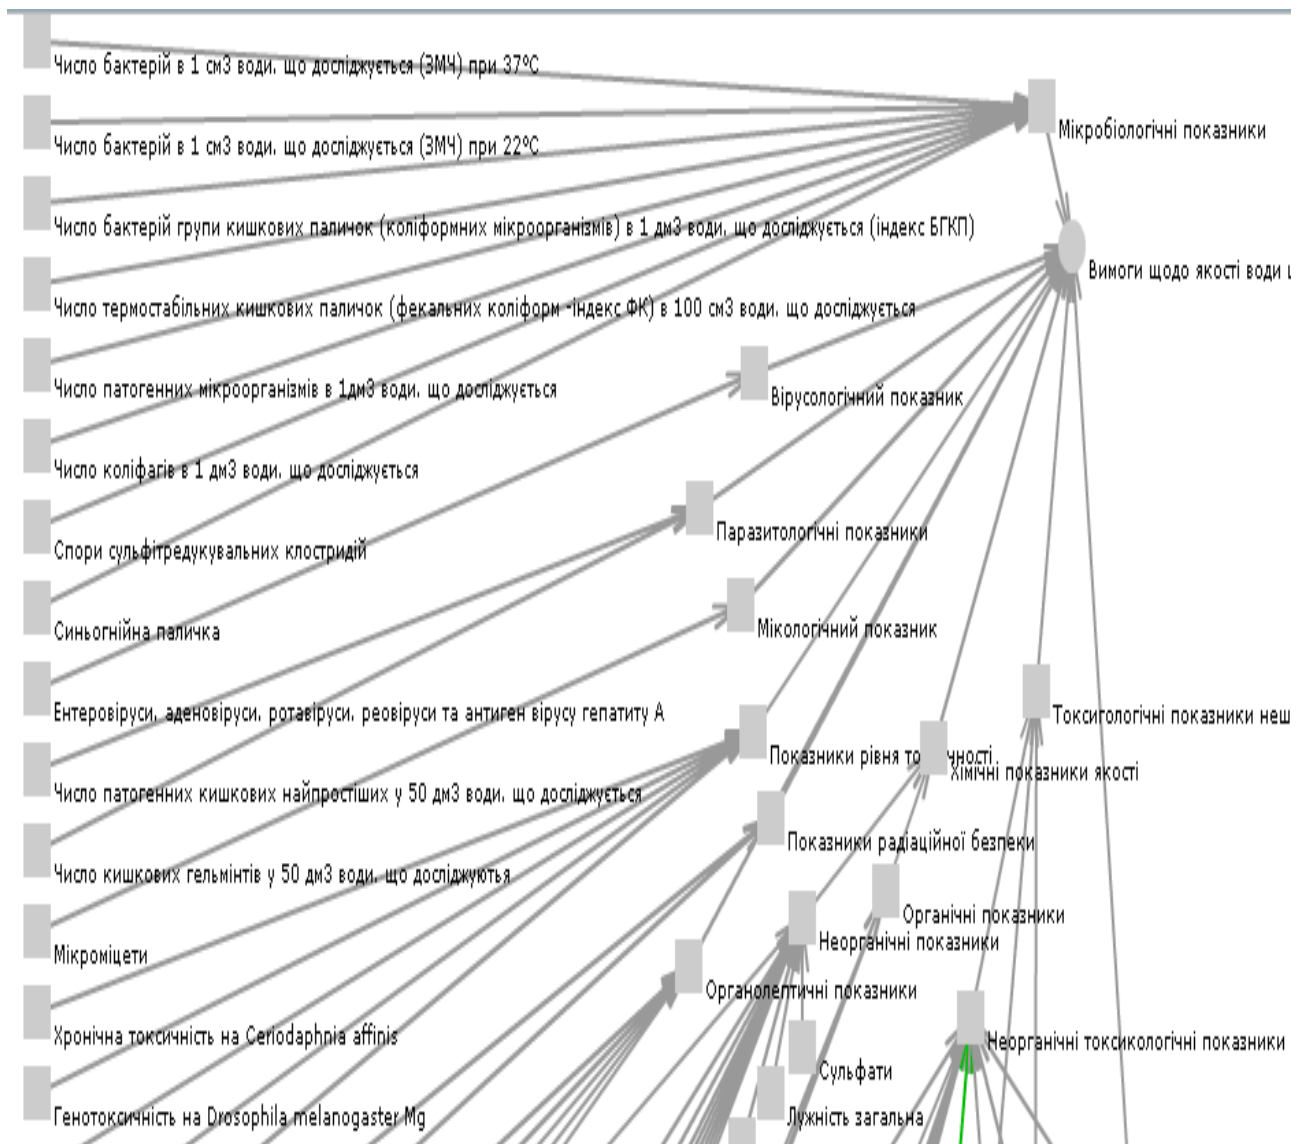 Число бактерій в 1 см3 води. що досліджується (ЗМЧ) при 37ºС
Мікробіологічні показники
Число бактерій в 1 см3 води. що досліджується (ЗМЧ) при 22ºС
Число бактерій групи кишкових паличок (коліформних мікроорганізмів) в 1 дм3 води. що досліджується (індекс БГКП)
Вимоги щодо якості води
Число термостабільних кишкових паличок (фекальних коліформ -індекс ФК) в 100 см3 води. що досліджується
Число патогенних мікроорганізмів в 1дм3 води. що досліджується
Вірусологічний показник
Число коліфагів в 1 дм3 води. що досліджується
Паразитологічні показники
Спори сульфітредукувальних клостридій
Синьогнійна паличка
Мікологічний показник
Ентеровіруси. аденовіруси. ротавіруси. реовіруси та антиген вірусу гепатиту А
Токсигологічні показники неш
Показники рівня
Хімічні показники якості
Число патогенних кишкових найпростіших у 50 дм3 води. що досліджується
Показники радіаційної безпеки
Число кишкових гельмінтів у 50 дм3 води. що досліджуютья
Органічні показники
Неорганічні показники
Мікроміцети
Органолептичні показники
Хронічна токсичність на Ceriodaphnia affinis
Неорганічні токсикологічні показники
Сульфати
Генотоксичність на Drosophila melanogaster Mg
Лужність загальна